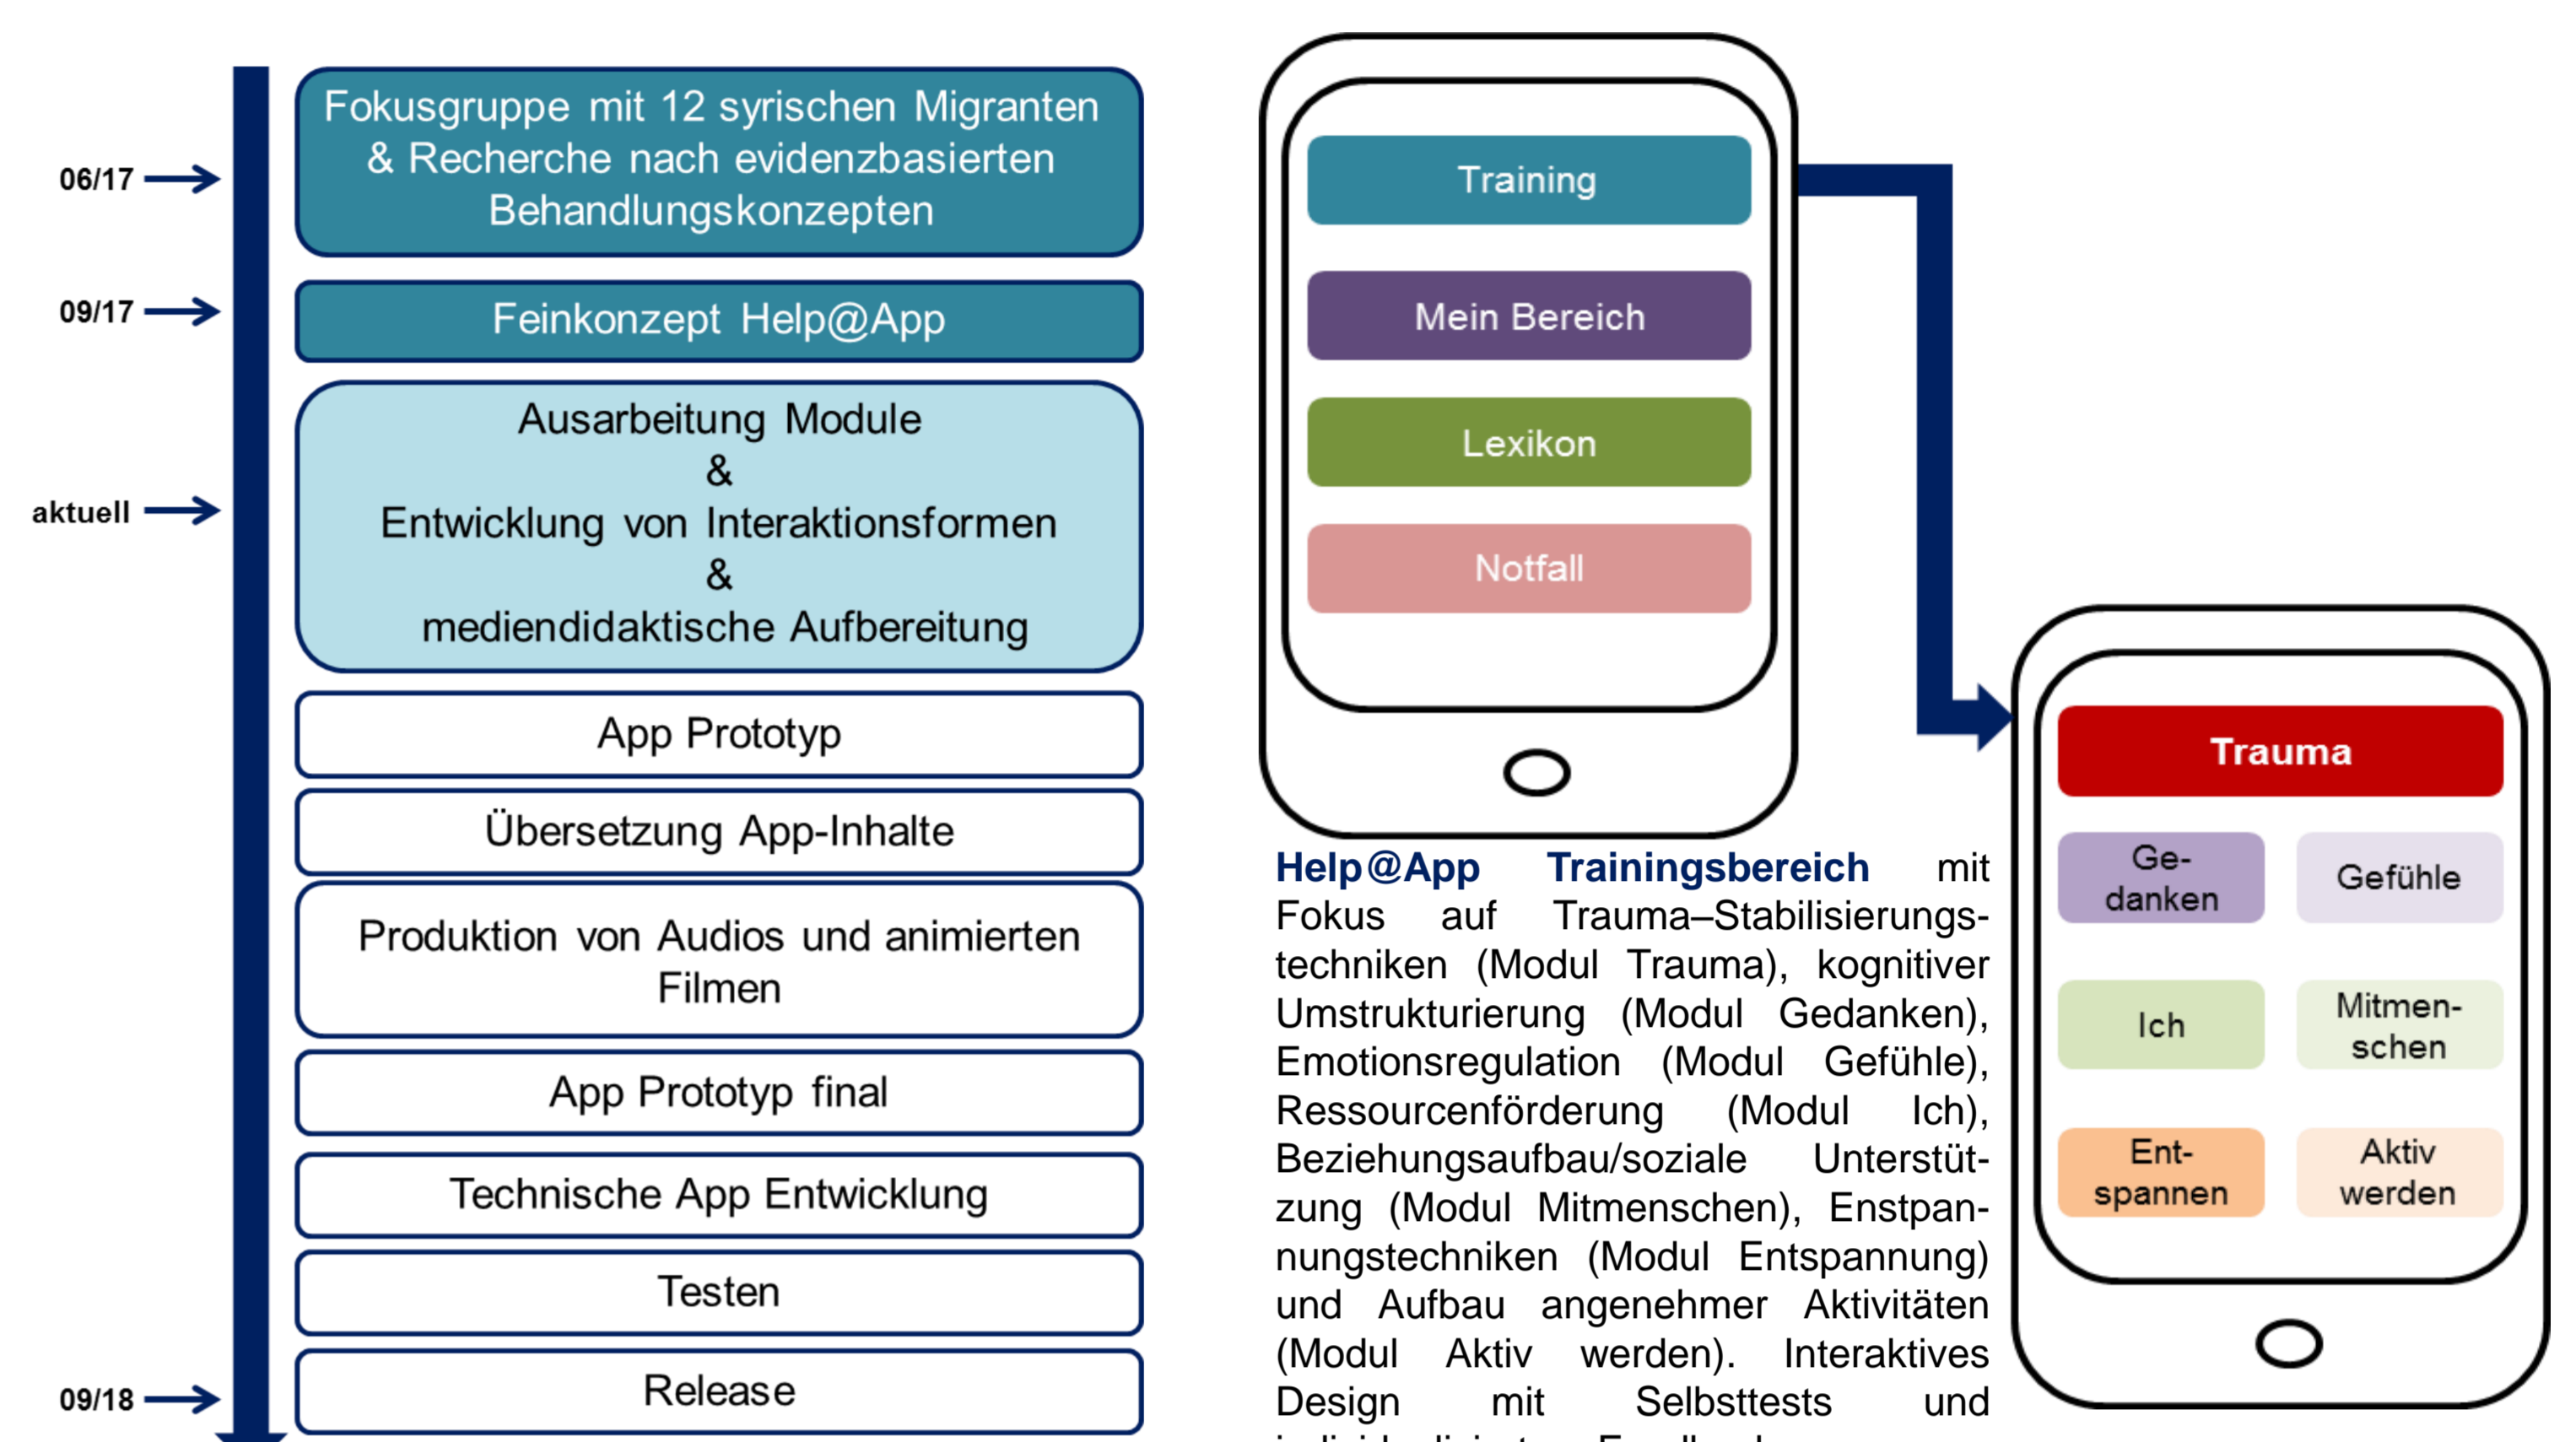 06/17
Fokusgruppe mit 12 syrischen Migranten
& Recherche nach evidenzbasierten
Behandlungskonzepten
09/17
Feinkonzept Help@App
aktuell
Ausarbeitung Module
&
Entwicklung von Interaktionsformen
&
mediendidaktische Aufbereitung
App Prototyp
Übersetzung App-Inhalte
Produktion von Audios und animierten
Filmen
App Prototyp final
Technische App Entwicklung
Testen
09/18
Release
Training
Mein Bereich
Lexikon
Notfall
Help@App Trainingsbereich mit
Fokus auf Trauma–Stabilisierungs-
techniken (Modul Trauma), kognitiver
Umstrukturierung (Modul Gedanken),
Emotionsregulation (Modul Gefühle),
Ressourcenförderung (Modul Ich),
Beziehungsaufbau/soziale Unterstüt-
zung (Modul Mitmenschen), Enstpan-
nungstechniken (Modul Entspannung)
und Aufbau angenehmer Aktivitäten
(Modul Aktiv werden). Interaktives
Design mit Selbsttests und
Trauma
Ge-
danken
Gefühle
Ich
Mitmen-
schen
Ent-
spannen
Aktiv
werden